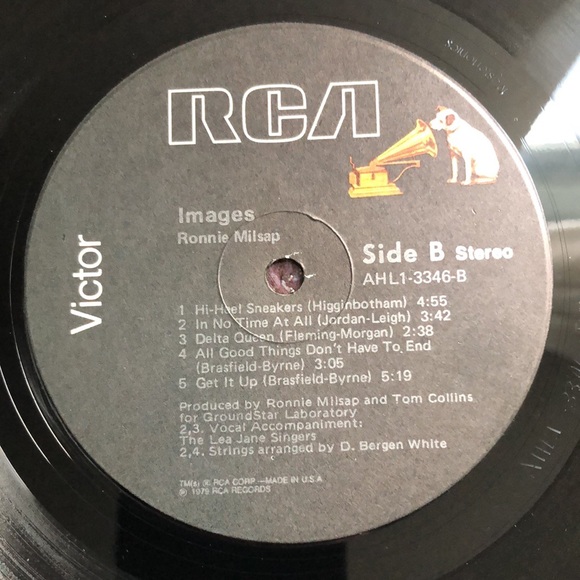 RCA
Victor
Images
Ronnie Milsap
Side B Stereo
AHL1-3346-B
1 Hi-Heel Sneakers (Higginbotham) 4:55
2 In No Time At All (Jordan-Leigh) 3:42
3 Delta Queen (Fleming-Morgan) 2:38
4 All Good Things Don't Have To End
(Brasfield-Byrne) 3:05
5 Get It Up (Brasfield-Byrne) 5:19
Produced by Ronnie Milsap and Tom Collins
for GroundStar Laboratory
2,3. Vocal Accompaniment:
The Lea Jane Singers
2,4. Strings arranged by D. Bergen White
TM(s) ® RCA CORP.—MADE IN U.S.A.
℗ 1979 RCA RECORDS